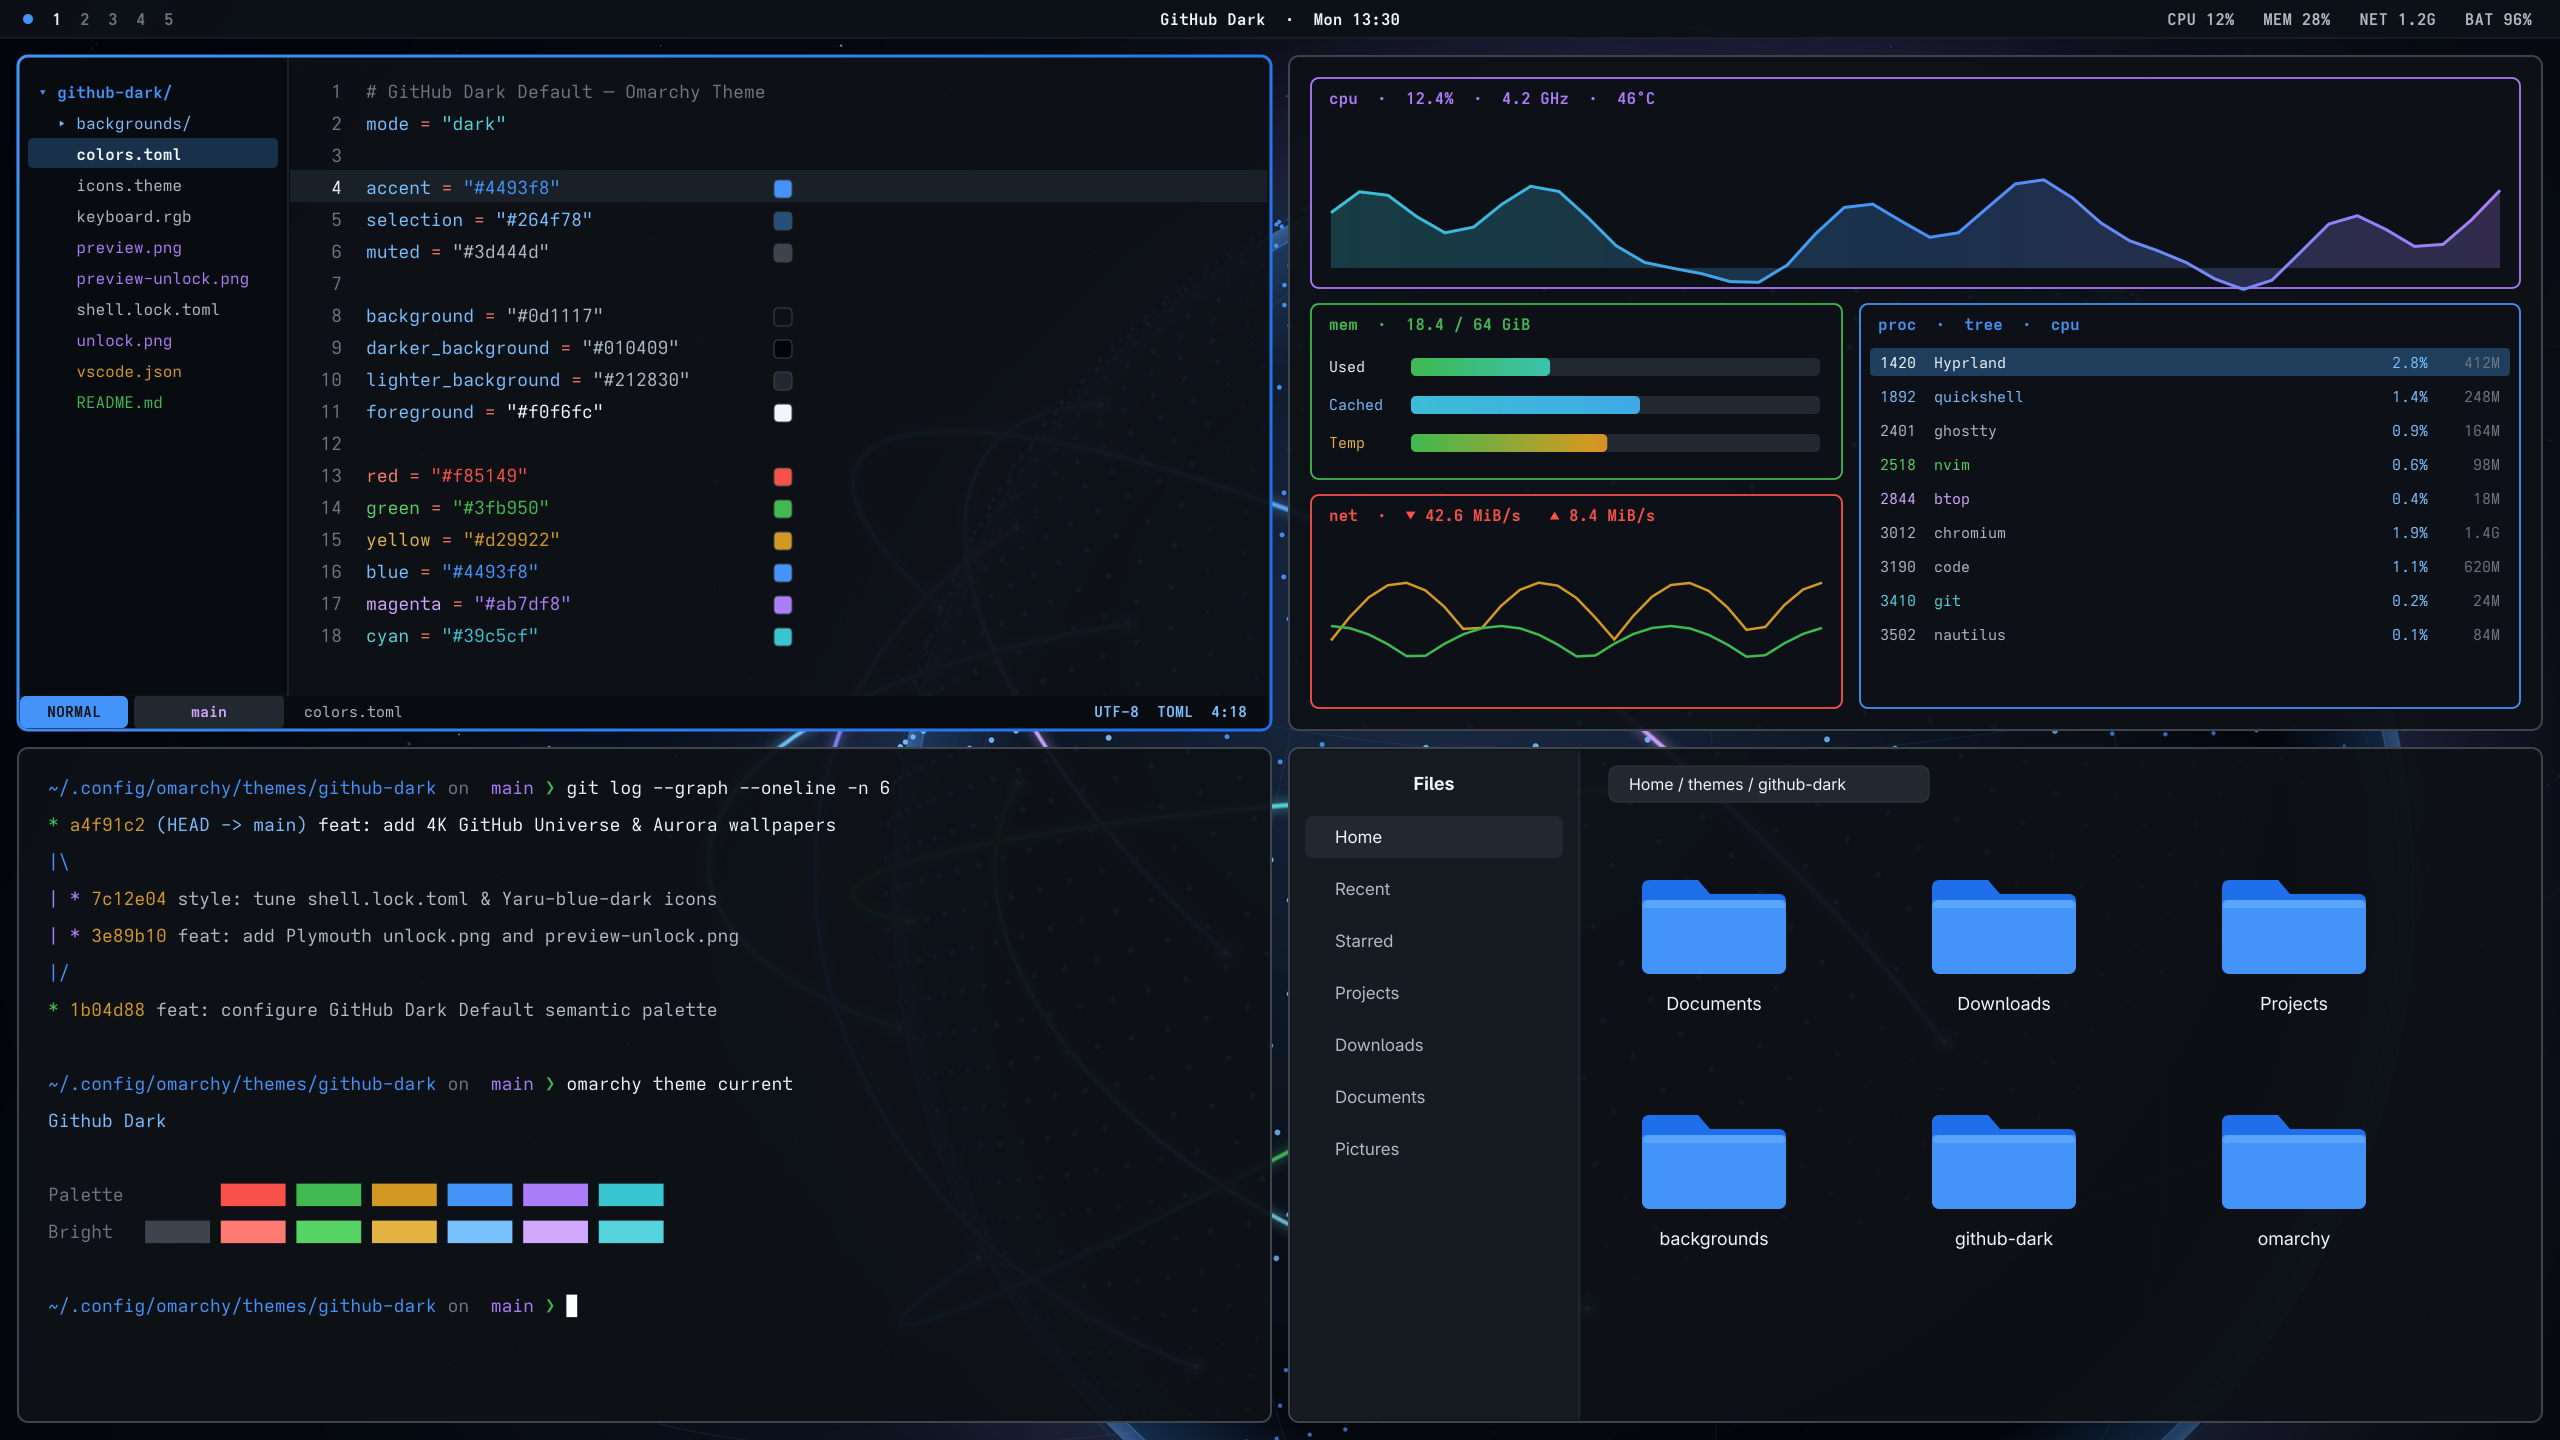 1 2 3 4 5
GitHub Dark · Mon 13:30
CPU 12% MEM 28% NET 1.2G BAT 96%
▾ github-dark/
▸ backgrounds/
colors.toml
icons.theme
keyboard.rgb
preview.png
preview-unlock.png
shell.lock.toml
unlock.png
vscode.json
README.md
1 # GitHub Dark Default — Omarchy Theme
2 mode = "dark"
3
4 accent = "#4493f8"
5 selection = "#264f78"
6 muted = "#3d444d"
7
8 background = "#0d1117"
9 darker_background = "#010409"
10 lighter_background = "#212830"
11 foreground = "#f0f6fc"
12
13 red = "#f85149"
14 green = "#3fb950"
15 yellow = "#d29922"
16 blue = "#4493f8"
17 magenta = "#ab7df8"
18 cyan = "#39c5cf"
NORMAL main colors.toml UTF-8 TOML 4:18
cpu · 12.4% · 4.2 GHz · 46°C
mem · 18.4 / 64 GiB
Used
Cached
Temp
net · ▼ 42.6 MiB/s ▲ 8.4 MiB/s
proc · tree · cpu
1420 Hyprland 2.8% 412M
1892 quickshell 1.4% 248M
2401 ghostty 0.9% 164M
2518 nvim 0.6% 98M
2844 btop 0.4% 18M
3012 chromium 1.9% 1.4G
3190 code 1.1% 620M
3410 git 0.2% 24M
3502 nautilus 0.1% 84M
~/.config/omarchy/themes/github-dark on main ❯ git log --graph --oneline -n 6
* a4f91c2 (HEAD -> main) feat: add 4K GitHub Universe & Aurora wallpapers
|\
| * 7c12e04 style: tune shell.lock.toml & Yaru-blue-dark icons
| * 3e89b10 feat: add Plymouth unlock.png and preview-unlock.png
|/
* 1b04d88 feat: configure GitHub Dark Default semantic palette
~/.config/omarchy/themes/github-dark on main ❯ omarchy theme current
Github Dark
Palette
Bright
~/.config/omarchy/themes/github-dark on main ❯
Files
Home
Recent
Starred
Projects
Downloads
Documents
Pictures
Home / themes / github-dark
Documents Downloads Projects
backgrounds github-dark omarchy